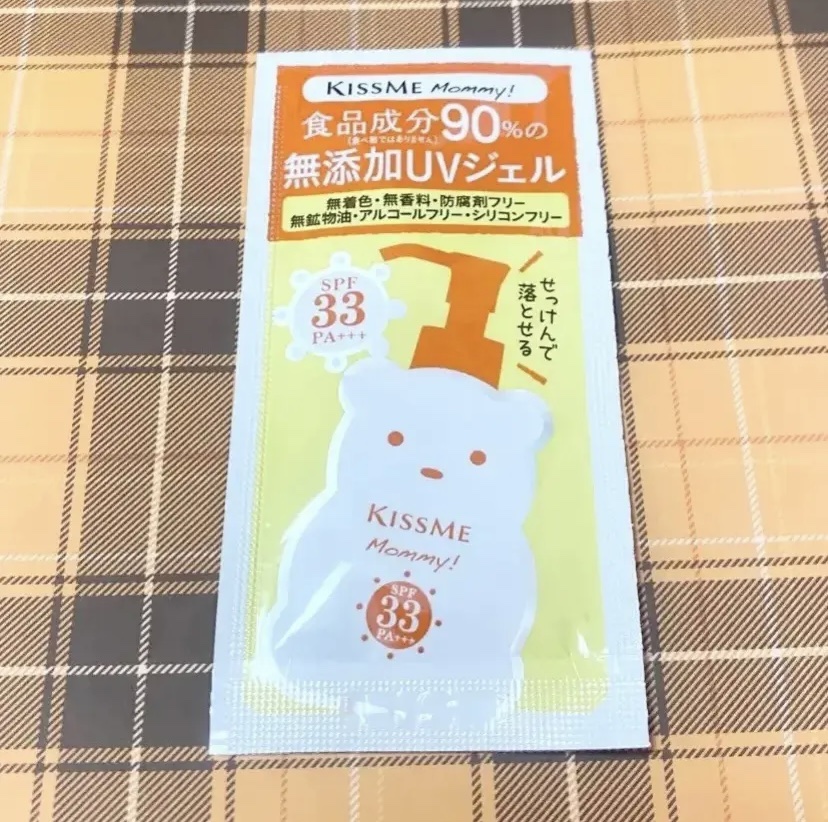 KISSME Mommy!
食品成分90%の
(食べ物ではありません)
無添加UVジェル
無着色・無香料・防腐剤フリー
無鉱物油・アルコールフリー・シリコンフリー
SPF
33
PA+++
せっけんで
落とせる
KISSME
Mommy!
SPF
33
PA+++